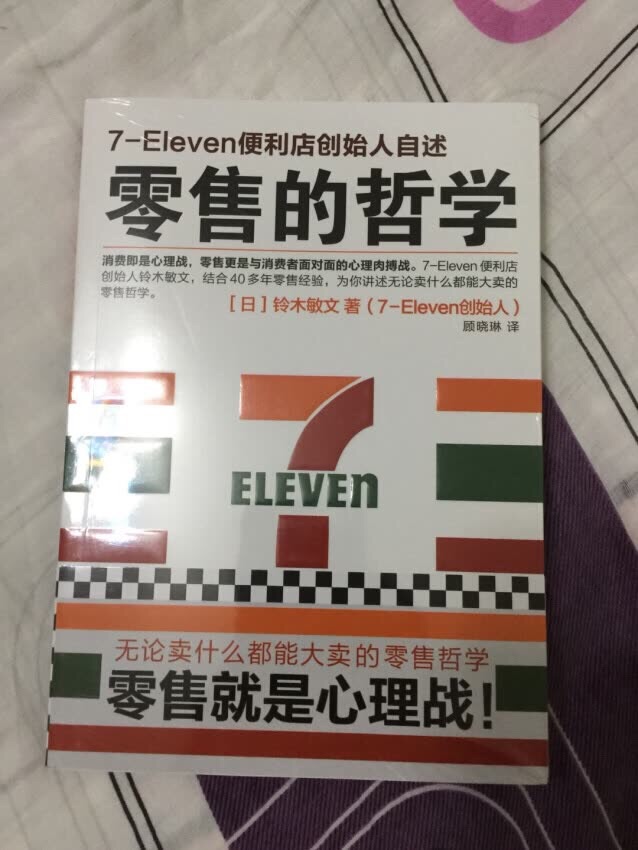 7-Eleven便利店创始人自述
零售的哲学
消费即是心理战，零售更是与消费者面对面的心理肉搏战。7-Eleven 便利店
创始人铃木敏文，结合 40 多年零售经验，为你讲述无论卖什么都能大卖的
零售哲学。
［日］铃木敏文 著（7-Eleven创始人）
顾晓琳 译
7
ELEVEn
无论卖什么都能大卖的零售哲学
零售就是心理战！